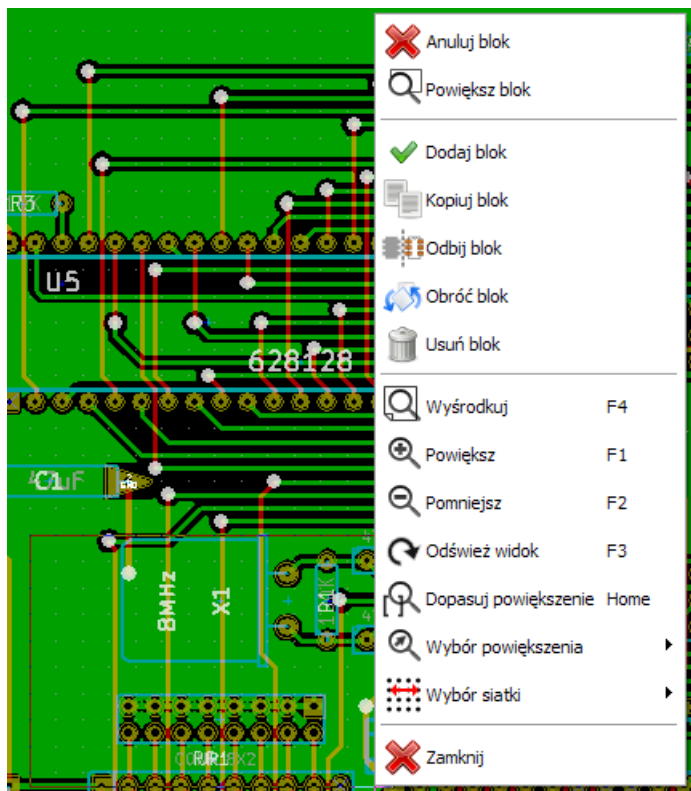 Anuluj blok
Powiększ blok
Dodaj blok
Kopiuj blok
Odbij blok
Obróć blok
Usuń blok
Wyśrodkuj F4
Powiększ F1
Pomniejsz F2
Odśwież widok F3
Dopasuj powiększenie Home
Wybór powiększenia
Wybór siatki
Zamknij
R3
U5
628128
C1
8MHz
X1